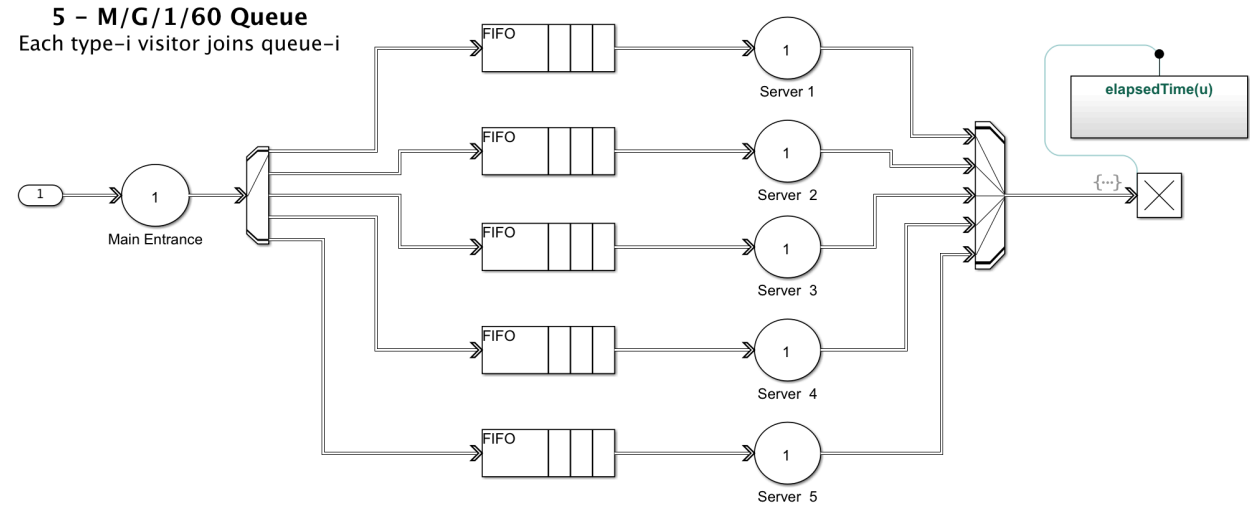 5 – M/G/1/60 Queue
Each type–i visitor joins queue–i
FIFO
1
Server 1
elapsedTime(u)
FIFO
1
Server 2
1
1
Main Entrance
{...}
FIFO
1
Server 3
FIFO
1
Server 4
FIFO
1
Server 5